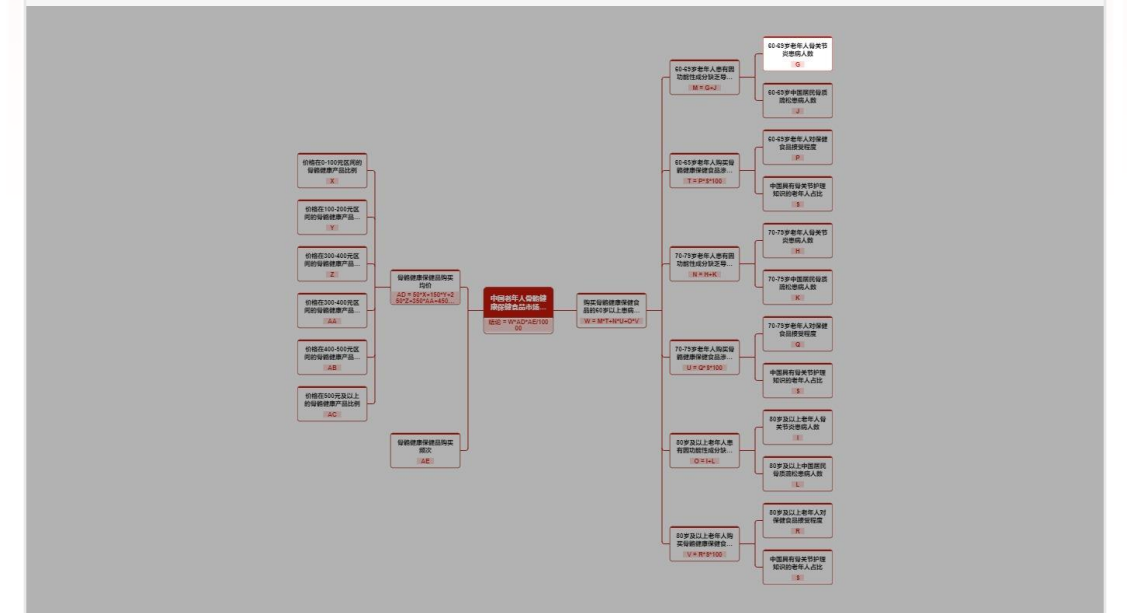 价格在0-100元区间的
骨骼健康产品比例
X
价格在100-200元区
间的骨骼健康产品...
Y
价格在300-400元区
间的骨骼健康产品...
Z
价格在300-400元区
间的骨骼健康产品...
AA
价格在400-500元区
间的骨骼健康产品...
AB
价格在500元及以上
的骨骼健康产品比例
AC
骨骼健康保健品购买
均价
AD = 50*X+150*Y+2
50*Z+350*AA+450...
骨骼健康保健品购买
频次
AE
中国老年人骨骼健
康保健食品市场...
结论 = W*AD*AE/100
00
购买骨骼健康保健食
品的60岁以上患病...
W = M*T+N*U+O*V
60-69岁老年人患有因
功能性成分缺乏导...
M = G+J
60-69岁老年人购买骨
骼健康保健食品渗...
T = P*S*100
70-79岁老年人患有因
功能性成分缺乏导...
N = H+K
70-79岁老年人购买骨
骼健康保健食品渗...
U = Q*S*100
80岁及以上老年人患
有因功能性成分缺...
O = I+L
80岁及以上老年人购
买骨骼健康保健食...
V = R*S*100
60-69岁老年人骨关节
炎患病人数
G
60-69岁中国居民骨质
疏松患病人数
J
60-69岁老年人对保健
食品接受程度
P
中国具有骨关节护理
知识的老年人占比
S
70-79岁老年人骨关节
炎患病人数
H
70-79岁中国居民骨质
疏松患病人数
K
70-79岁老年人对保健
食品接受程度
Q
中国具有骨关节护理
知识的老年人占比
S
80岁及以上老年人骨
关节炎患病人数
I
80岁及以上中国居民
骨质疏松患病人数
L
80岁及以上老年人对
保健食品接受程度
R
中国具有骨关节护理
知识的老年人占比
S